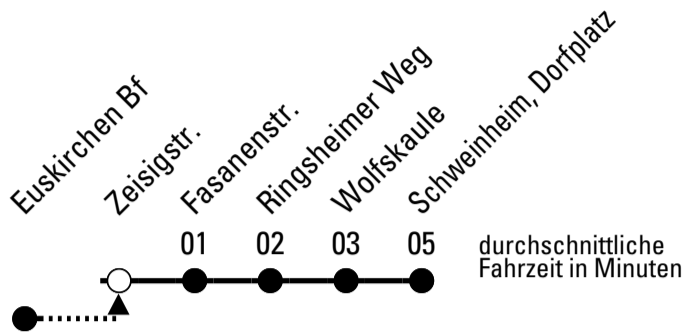 Euskirchen Bf
Zeisigstr.
Fasanenstr.
Ringsheimer Weg
Wolfskaule
Schweinheim, Dorfplatz
01 02 03 05
durchschnittliche
Fahrzeit in Minuten